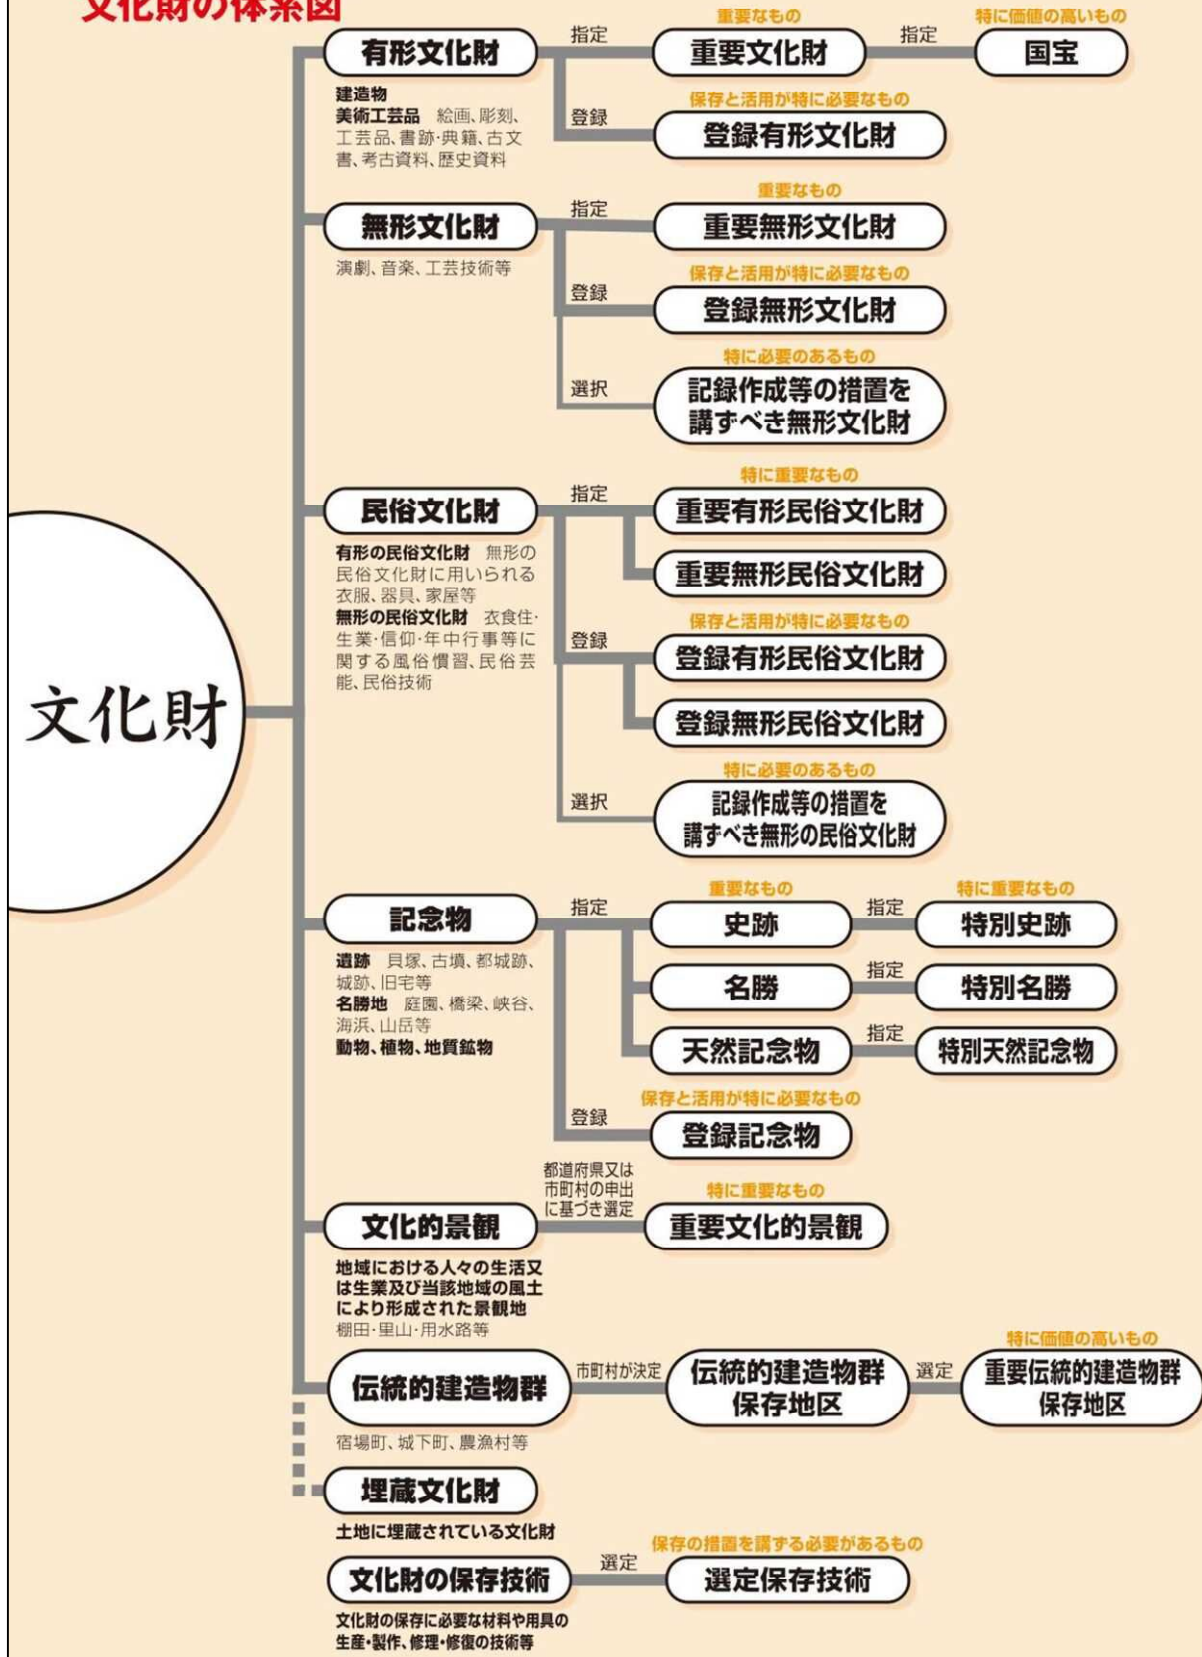 文化財の体系図
文化財
有形文化財
建造物
美術工芸品　絵画、彫刻、
工芸品、書跡・典籍、古文
書、考古資料、歴史資料
指定
重要なもの
重要文化財
指定
特に価値の高いもの
国宝
登録
保存と活用が特に必要なもの
登録有形文化財
無形文化財
演劇、音楽、工芸技術等
指定
重要なもの
重要無形文化財
登録
保存と活用が特に必要なもの
登録無形文化財
選択
特に必要のあるもの
記録作成等の措置を
講ずべき無形文化財
民俗文化財
有形の民俗文化財　無形の
民俗文化財に用いられる
衣服、器具、家屋等
無形の民俗文化財　衣食住・
生業・信仰・年中行事等に
関する風俗慣習、民俗芸
能、民俗技術
指定
特に重要なもの
重要有形民俗文化財
重要無形民俗文化財
登録
保存と活用が特に必要なもの
登録有形民俗文化財
登録無形民俗文化財
選択
特に必要のあるもの
記録作成等の措置を
講ずべき無形の民俗文化財
記念物
遺跡　貝塚、古墳、都城跡、
城跡、旧宅等
名勝地　庭園、橋梁、峡谷、
海浜、山岳等
動物、植物、地質鉱物
指定
重要なもの
史跡
指定
特に重要なもの
特別史跡
名勝
指定
特別名勝
天然記念物
指定
特別天然記念物
登録
保存と活用が特に必要なもの
登録記念物
文化的景観
地域における人々の生活又
は生業及び当該地域の風土
により形成された景観地
棚田・里山・用水路等
都道府県又は
市町村の申出
に基づき選定
特に重要なもの
重要文化的景観
伝統的建造物群
宿場町、城下町、農漁村等
市町村が決定
伝統的建造物群
保存地区
選定
特に価値の高いもの
重要伝統的建造物群
保存地区
埋蔵文化財
土地に埋蔵されている文化財
文化財の保存技術
文化財の保存に必要な材料や用具の
生産・製作、修理・修復の技術等
選定
保存の措置を講ずる必要があるもの
選定保存技術